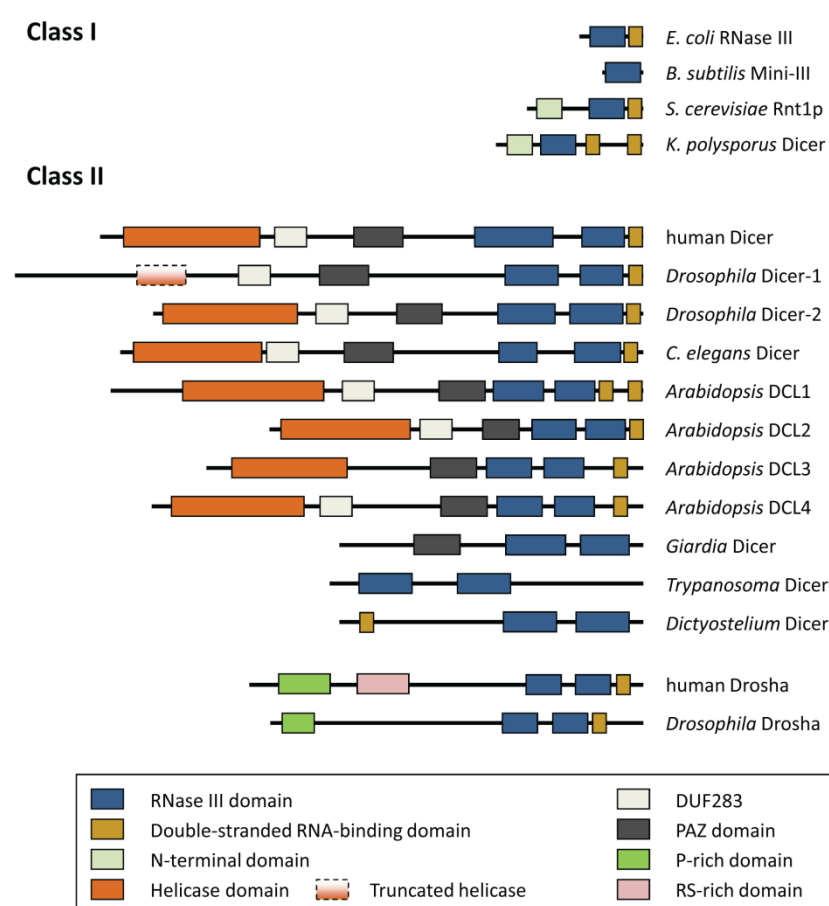 Class I
E. coli RNase III
B. subtilis Mini-III
S. cerevisiae Rnt1p
K. polysporus Dicer
Class II
human Dicer
Drosophila Dicer-1
Drosophila Dicer-2
C. elegans Dicer
Arabidopsis DCL1
Arabidopsis DCL2
Arabidopsis DCL3
Arabidopsis DCL4
Giardia Dicer
Trypanosoma Dicer
Dictyostelium Dicer
human Drosha
Drosophila Drosha
RNase III domain
Double-stranded RNA-binding domain
N-terminal domain
Helicase domain
Truncated helicase
DUF283
PAZ domain
P-rich domain
RS-rich domain